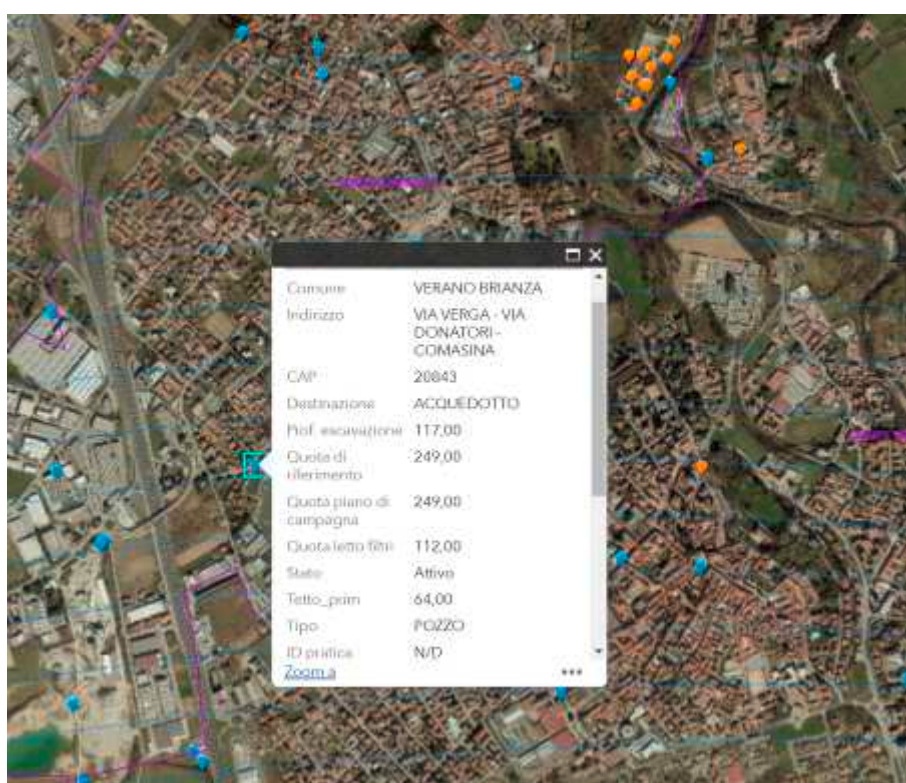 Comune VERANO BRIANZA
Indirizzo VIA VERGA - VIA
DONATORI -
COMASINA
CAP 20843
Destinazione ACQUEDOTTO
Prof. escavazione 117,00
Quota di 249,00
riferimento
Quota piano di 249,00
campagna
Quota letto filtri 112,00
Stato Attivo
Tetto_prim 64,00
Tipo POZZO
ID pratica N/D
Zoom a